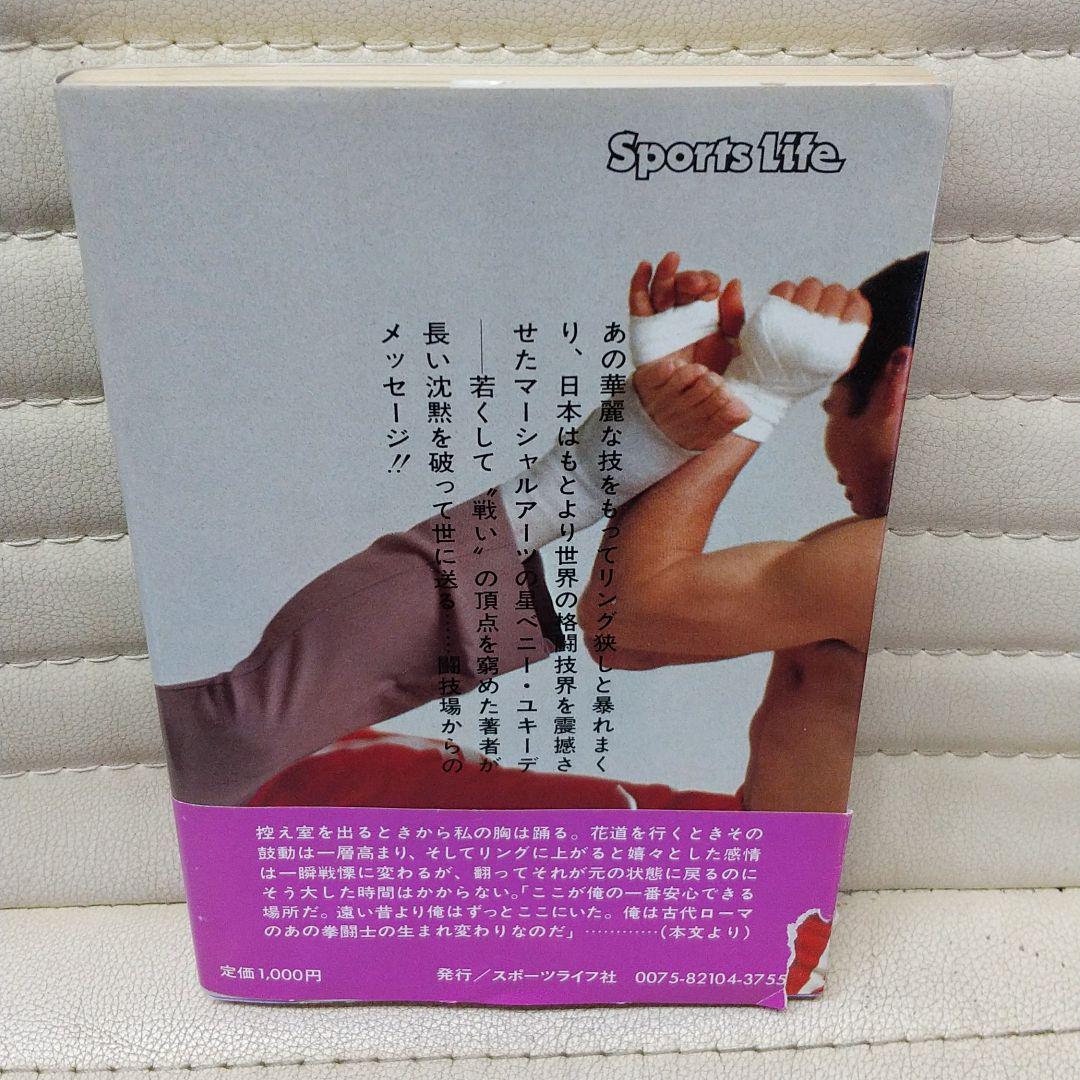 Sports Life
あの華麗な技をもってリング狭しと暴れまく
り、日本はもとより世界の格闘技界を震撼さ
せたマーシャルアーツの星ベニー・ユキーデ
——若くして〝戦い〟の頂点を窮めた著者が
長い沈黙を破って世に送る……闘技場からの
メッセージ!!
控え室を出るときから私の胸は踊る。花道を行くときその
鼓動は一層高まり、そしてリングに上がると嬉々とした感情
は一瞬戦慄に変わるが、翻ってそれが元の状態に戻るのに
そう大した時間はかからない。「ここが俺の一番安心できる
場所だ。遠い昔より俺はずっとここにいた。俺は古代ローマ
のあの拳闘士の生まれ変わりなのだ」…………(本文より)
定価1,000円 発行／スポーツライフ社 0075-82104-3755